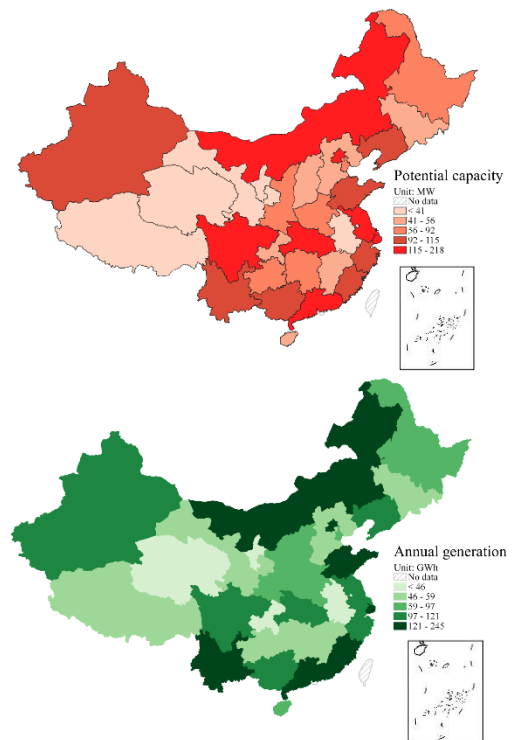 Potential capacity
Unit: MW
No data
< 41
41 - 56
56 - 92
92 - 115
115 - 218
Annual generation
Unit: GWh
No data
< 46
46 - 59
59 - 97
97 - 121
121 - 245